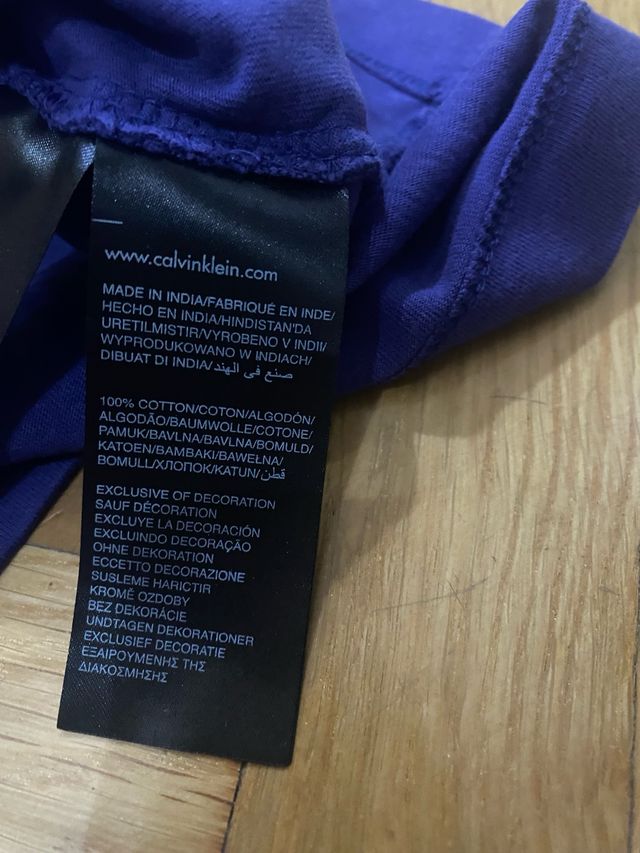 www.calvinklein.com
MADE IN INDIA/FABRIQUÉ EN INDE/
HECHO EN INDIA/HINDISTAN'DA
URETILMISTIR/VYROBENO V INDII/
WYPRODUKOWANO W INDIACH/
DIBUAT DI INDIA/صنع في الهند
100% COTTON/COTON/ALGODÓN/
ALGODÃO/BAUMWOLLE/COTONE/
PAMUK/BAVLNA/BAVLNA/BOMULD/
KATOEN/BAMBAKI/BAWEŁNA/
BOMULL/ХЛОПОК/KATUN/قطن
EXCLUSIVE OF DECORATION
SAUF DÉCORATION
EXCLUYE LA DECORACIÓN
EXCLUINDO DECORAÇÃO
OHNE DEKORATION
ECCETTO DECORAZIONE
SUSLEME HARICTIR
KROMĚ OZDOBY
BEZ DEKORÁCIE
UNDTAGEN DEKORATIONER
EXCLUSIEF DECORATIE
ΕΞΑΙΡΟΥΜΕΝΗΣ ΤΗΣ
ΔΙΑΚΟΣΜΗΣΗΣ